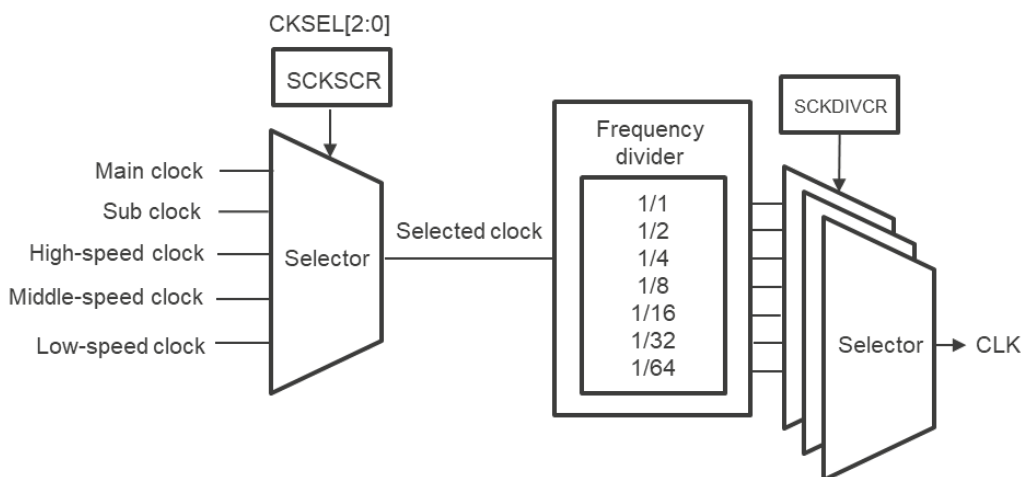 CKSEL[2:0]
SCKSCR
Main clock
Sub clock
High-speed clock
Middle-speed clock
Low-speed clock
Selector
Selected clock
Frequency
divider
1/1
1/2
1/4
1/8
1/16
1/32
1/64
SCKDIVCR
Selector
CLK